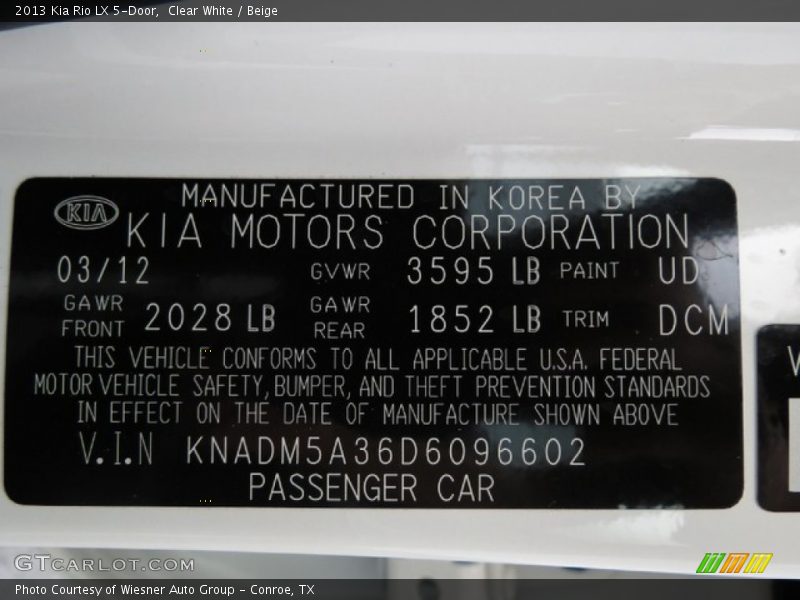 2013 Kia Rio LX 5-Door,  Clear White / Beige
MANUFACTURED IN KOREA BY
KIA
KIA MOTORS CORPORATION
03/12 GVWR 3595 LB PAINT UD
GAWR FRONT 2028 LB GAWR REAR 1852 LB TRIM DCM
THIS VEHICLE CONFORMS TO ALL APPLICABLE U.S.A. FEDERAL
MOTOR VEHICLE SAFETY, BUMPER, AND THEFT PREVENTION STANDARDS
IN EFFECT ON THE DATE OF MANUFACTURE SHOWN ABOVE
V.I.N KNADM5A36D6096602
PASSENGER CAR
GTCARLOT.COM
Photo Courtesy of Wiesner Auto Group - Conroe, TX